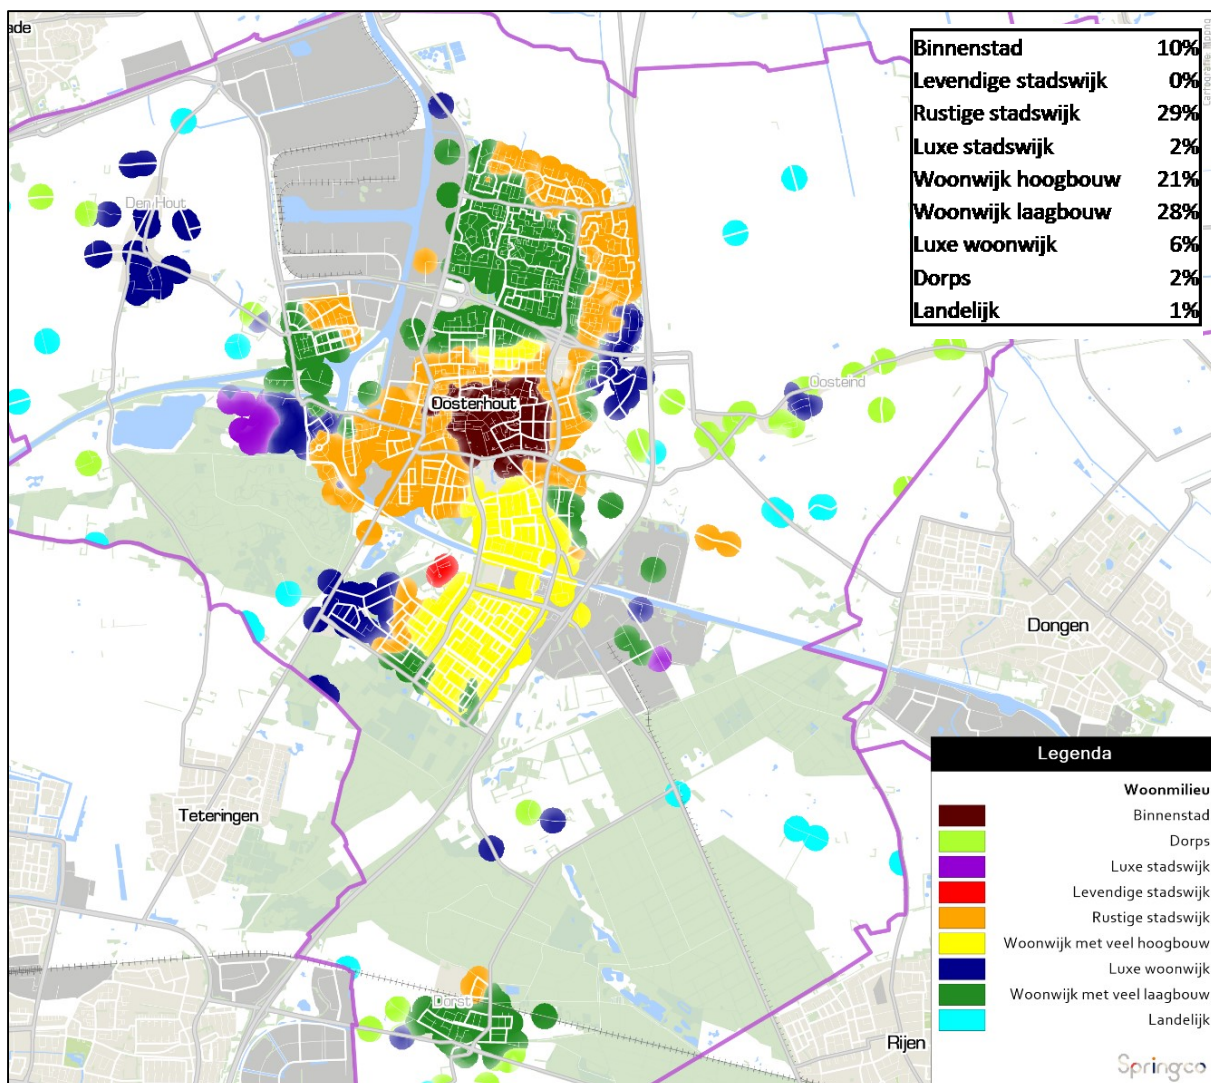 ade
Binnenstad 10%
Levendige stadswijk 0%
Rustige stadswijk 29%
Luxe stadswijk 2%
Woonwijk hoogbouw 21%
Woonwijk laagbouw 28%
Luxe woonwijk 6%
Dorps 2%
Landelijk 1%
Den Hout
Oosteind
Oosterhout
Dongen
Teteringen
Dorst
Rijen
Legenda
Woonmilieu
Binnenstad
Dorps
Luxe stadswijk
Levendige stadswijk
Rustige stadswijk
Woonwijk met veel hoogbouw
Luxe woonwijk
Woonwijk met veel laagbouw
Landelijk
Springco